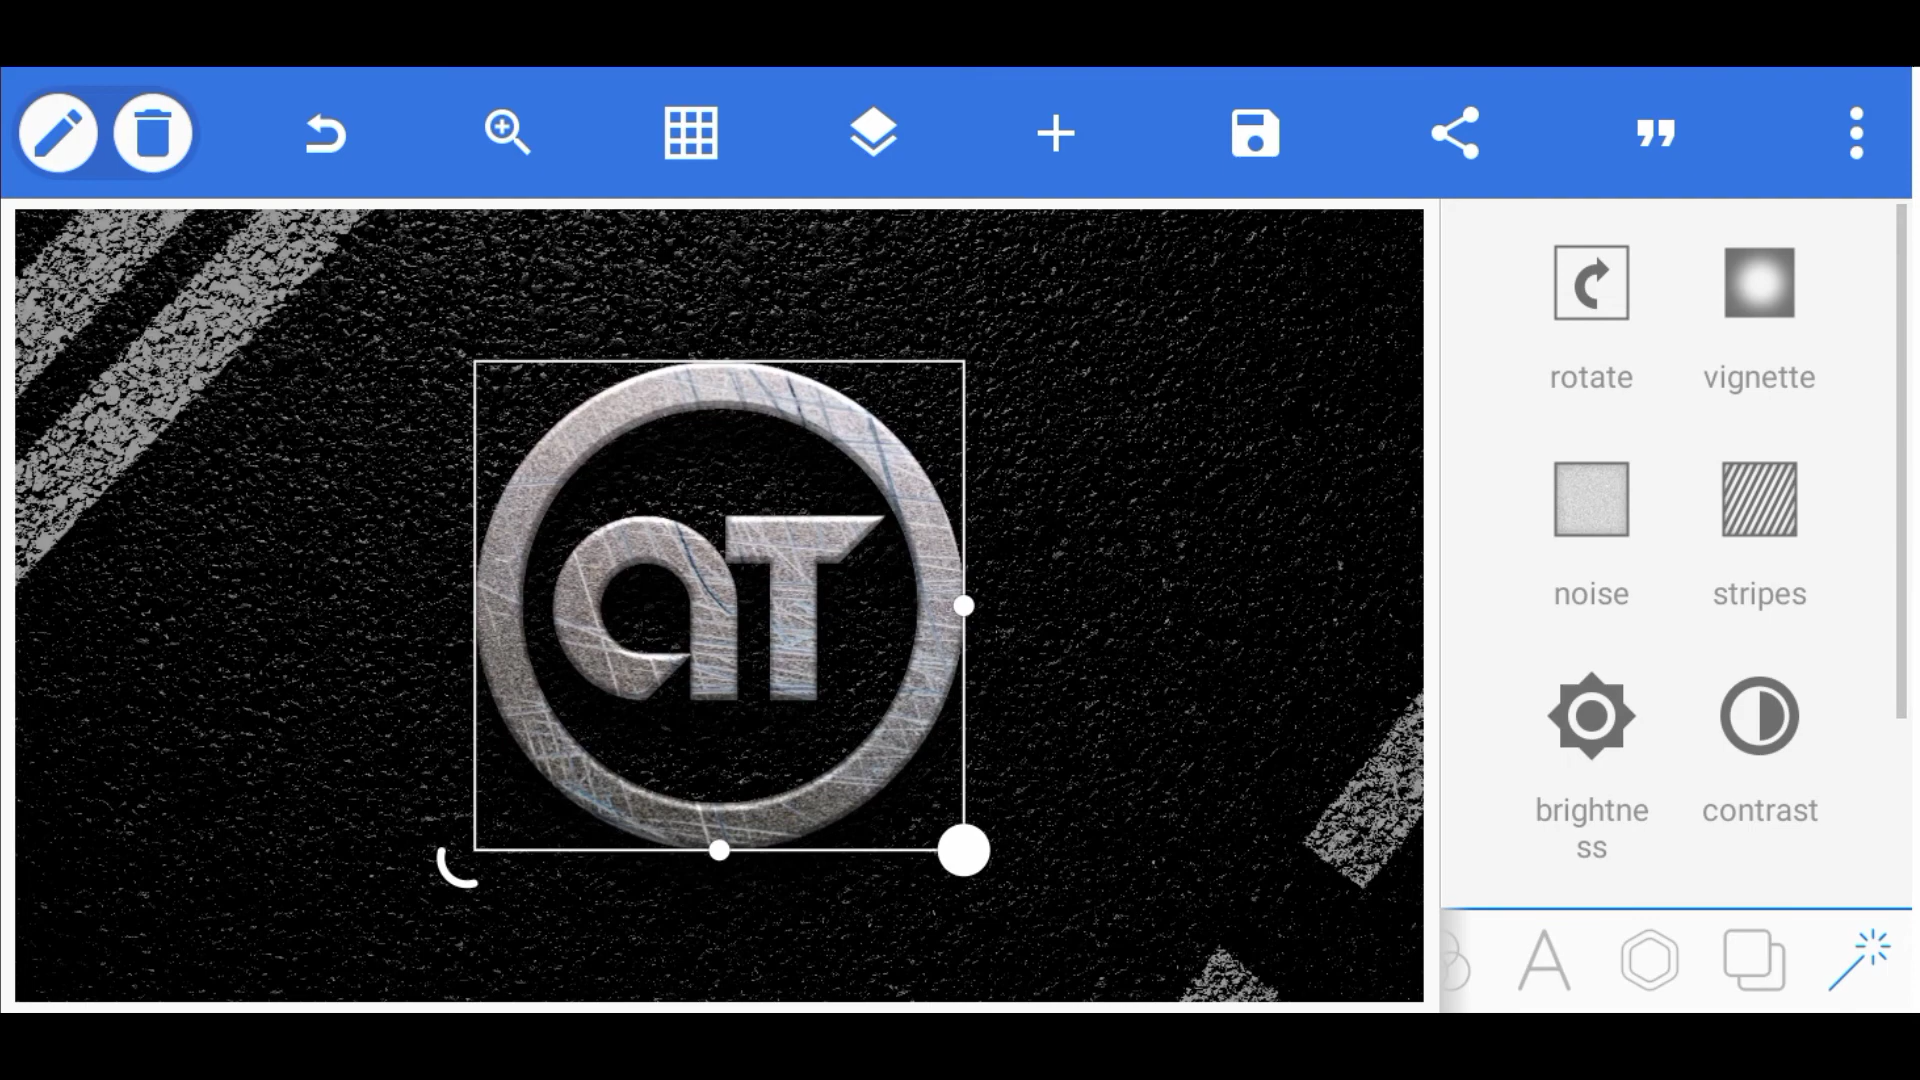 rotate
vignette
noise
stripes
brightne
ss
contrast
aT